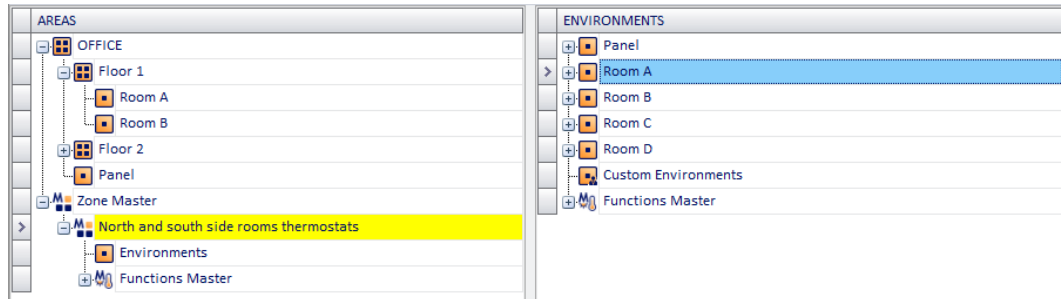 AREAS
OFFICE
Floor 1
Room A
Room B
Floor 2
Panel
Zone Master
North and south side rooms thermostats
Environments
Functions Master
ENVIRONMENTS
Panel
Room A
Room B
Room C
Room D
Custom Environments
Functions Master